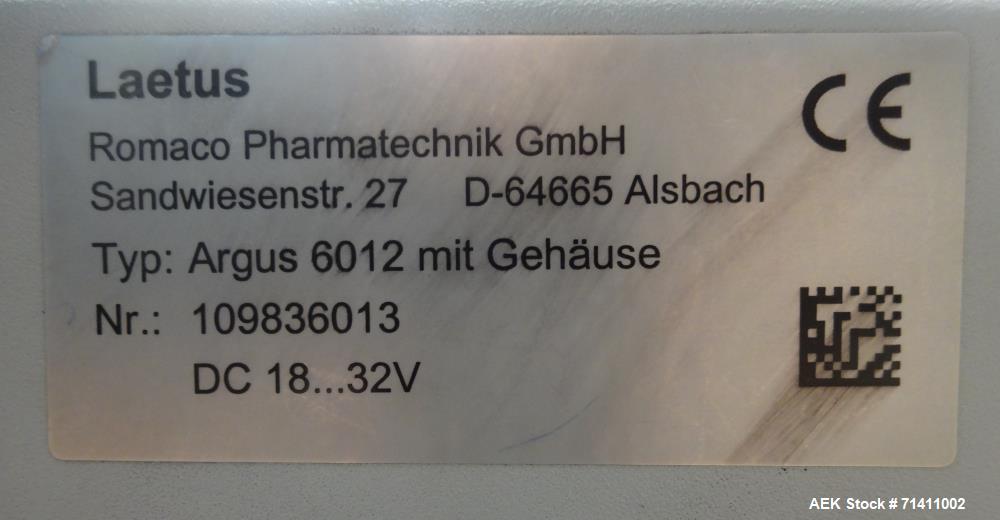 Laetus
CE
Romaco Pharmatechnik GmbH
Sandwiesenstr. 27 D-64665 Alsbach
Typ: Argus 6012 mit Gehäuse
Nr.: 109836013
DC 18...32V
AEK Stock # 71411002